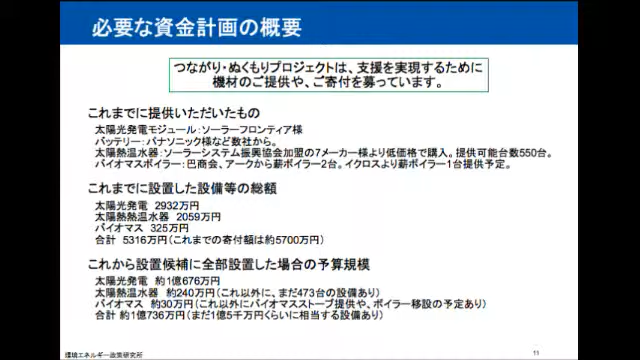 必要な資金計画の概要
つながり・ぬくもりプロジェクトは、支援を実現するために
機材のご提供や、ご寄付を募っています。
これまでに提供いただいたもの
太陽光発電モジュール：ソーラーフロンティア様
バッテリー：パナソニック様など数社から。
太陽熱温水器：ソーラーシステム振興協会加盟の7メーカー様より低価格で購入。提供可能台数550台。
バイオマスボイラー：巴商会、アークから薪ボイラー2台。イクロスより薪ボイラー1台提供予定。
これまでに設置した設備等の総額
太陽光発電 2932万円
太陽熱熱温水器 2059万円
バイオマス 325万円
合計 5316万円(これまでの寄付額は約5700万円)
これから設置候補に全部設置した場合の予算規模
太陽光発電 約1億676万円
太陽熱温水器 約240万円(これ以外に、まだ473台の設備あり)
バイオマス 約30万円(これ以外にバイオマスストーブ提供や、ボイラー移設の予定あり)
合計 約1億736万円(まだ1億5千万円くらいに相当する設備あり)
環境エネルギー政策研究所
11